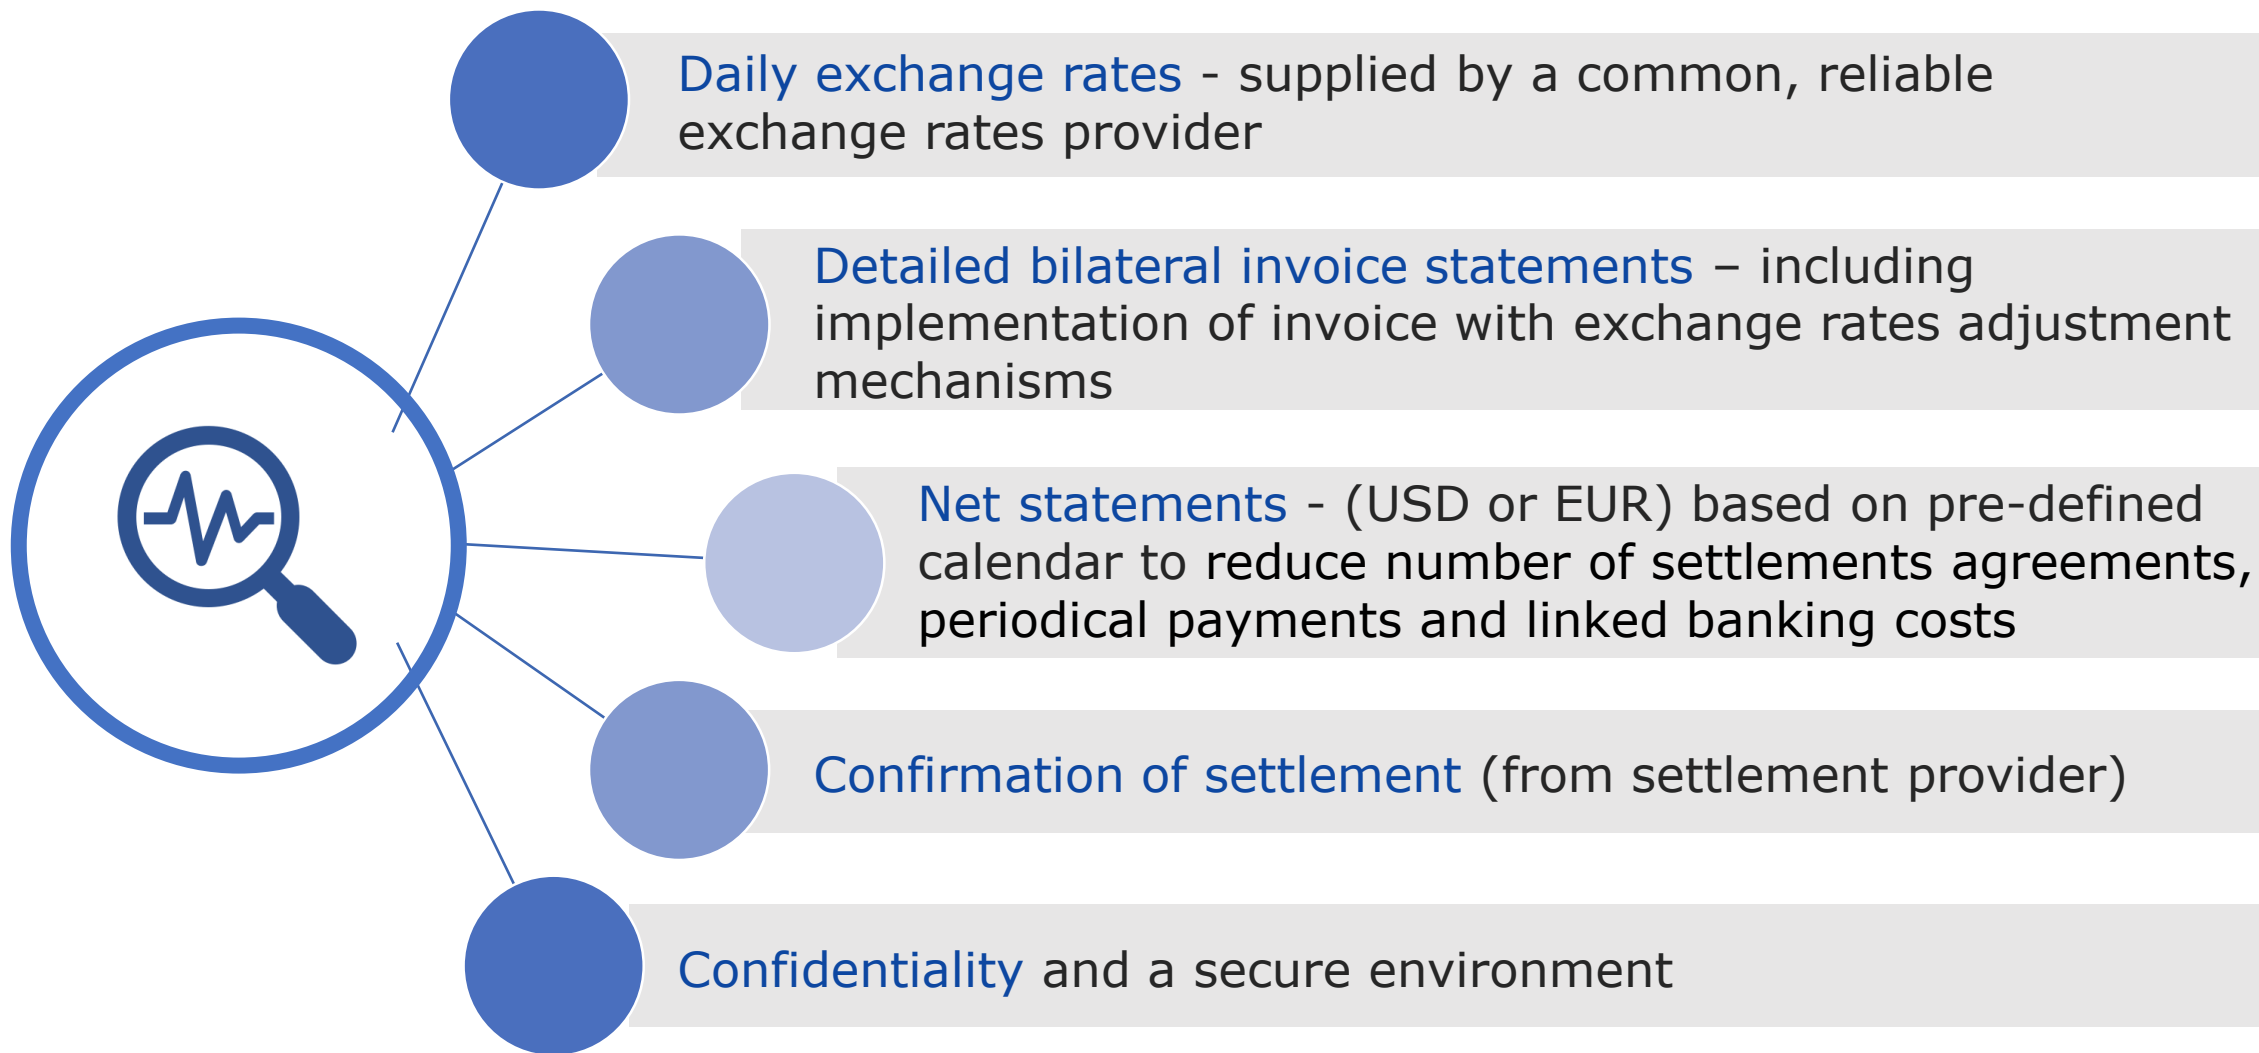 Daily exchange rates - supplied by a common, reliable
exchange rates provider
Detailed bilateral invoice statements – including
implementation of invoice with exchange rates adjustment
mechanisms
Net statements - (USD or EUR) based on pre-defined
calendar to reduce number of settlements agreements,
periodical payments and linked banking costs
Confirmation of settlement (from settlement provider)
Confidentiality and a secure environment